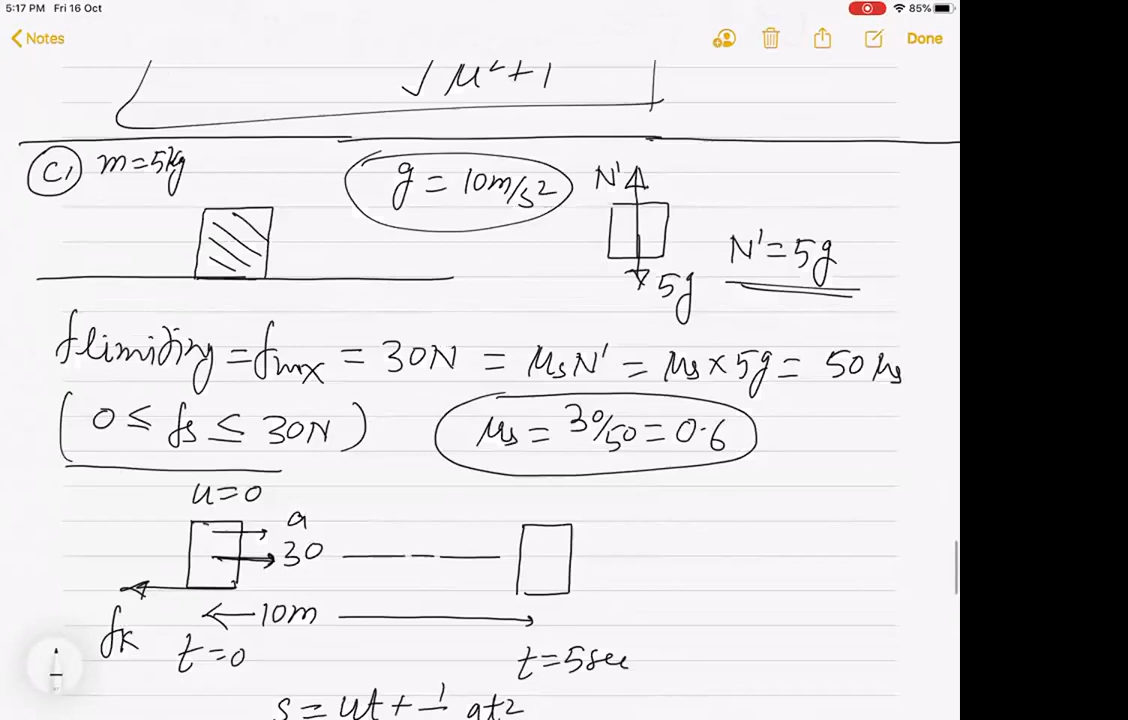 5:17 PM Fri 16 Oct
85%
Notes
Done
√μ²+1
C1 m=5kg
g = 10m/s²
N'
N'=5g
5g
flimiting = fmax = 30N = μsN' = μs×5g = 50μs
(0 ≤ fs ≤ 30N)
μs = 30/50 = 0.6
u=0
a
30
10m
fk
t=0
t=5sec
s = ut + 1 at2